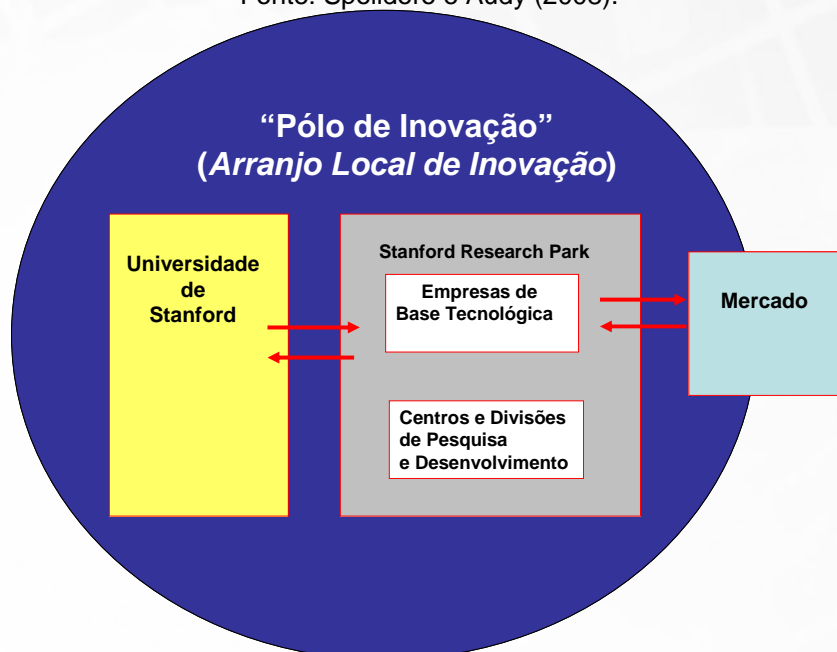 “Pólo de Inovação”
(Arranjo Local de Inovação)
Universidade
de
Stanford
Stanford Research Park
Empresas de
Base Tecnológica
Centros e Divisões
de Pesquisa
e Desenvolvimento
Mercado